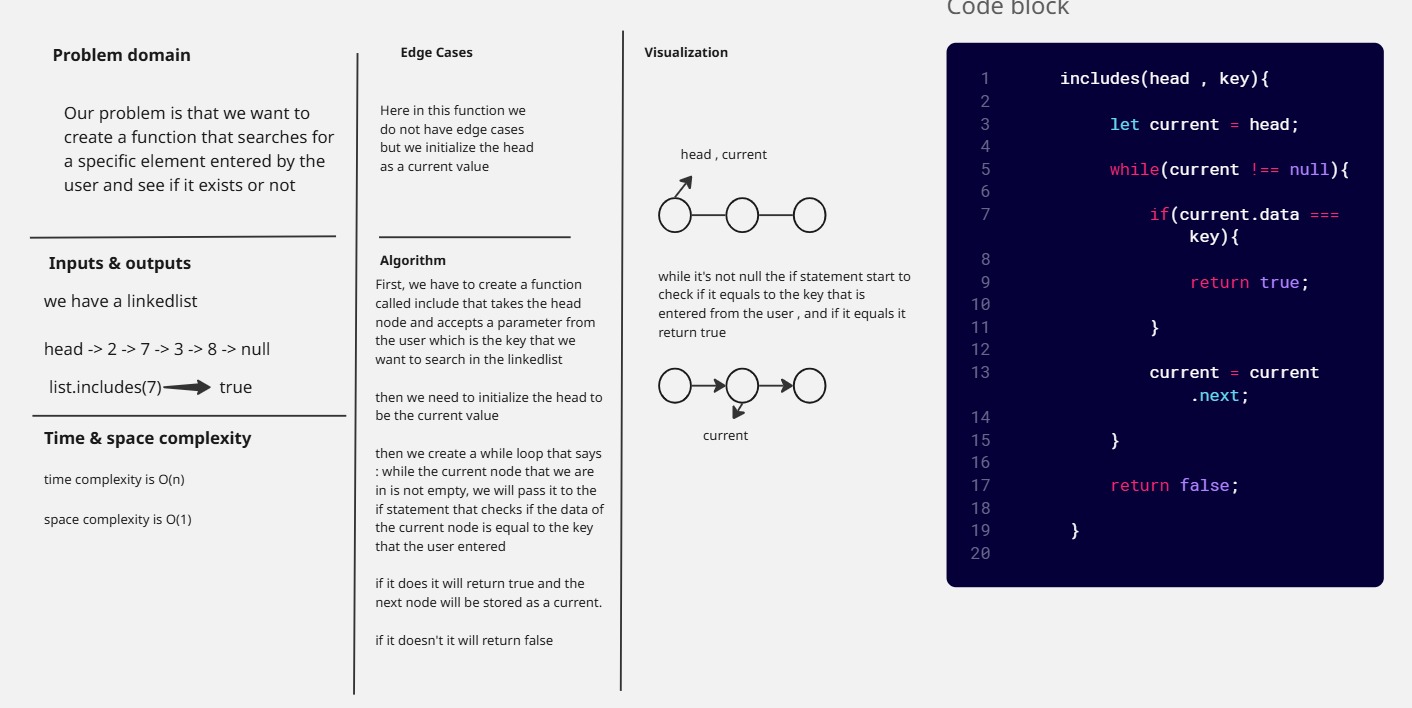 Problem domain
Our problem is that we want to
create a function that searches for
a specific element entered by the
user and see if it exists or not
Inputs & outputs
we have a linkedlist
head -> 2 -> 7 -> 3 -> 8 -> null
list.includes(7) true
Time & space complexity
time complexity is O(n)
space complexity is O(1)
Edge Cases
Here in this function we
do not have edge cases
but we initialize the head
as a current value
Algorithm
First, we have to create a function
called include that takes the head
node and accepts a parameter from
the user which is the key that we
want to search in the linkedlist
then we need to initialize the head to
be the current value
then we create a while loop that says
: while the current node that we are
in is not empty, we will pass it to the
if statement that checks if the data of
the current node is equal to the key
that the user entered
if it does it will return true and the
next node will be stored as a current.
if it doesn't it will return false
Visualization
head , current
while it's not null the if statement start to
check if it equals to the key that is
entered from the user , and if it equals it
return true
current
Code block
1 includes(head , key){
2
3 let current = head;
4
5 while(current !== null){
6
7 if(current.data ===
key){
8
9 return true;
10
11 }
12
13 current = current
.next;
14
15 }
16
17 return false;
18
19 }
20